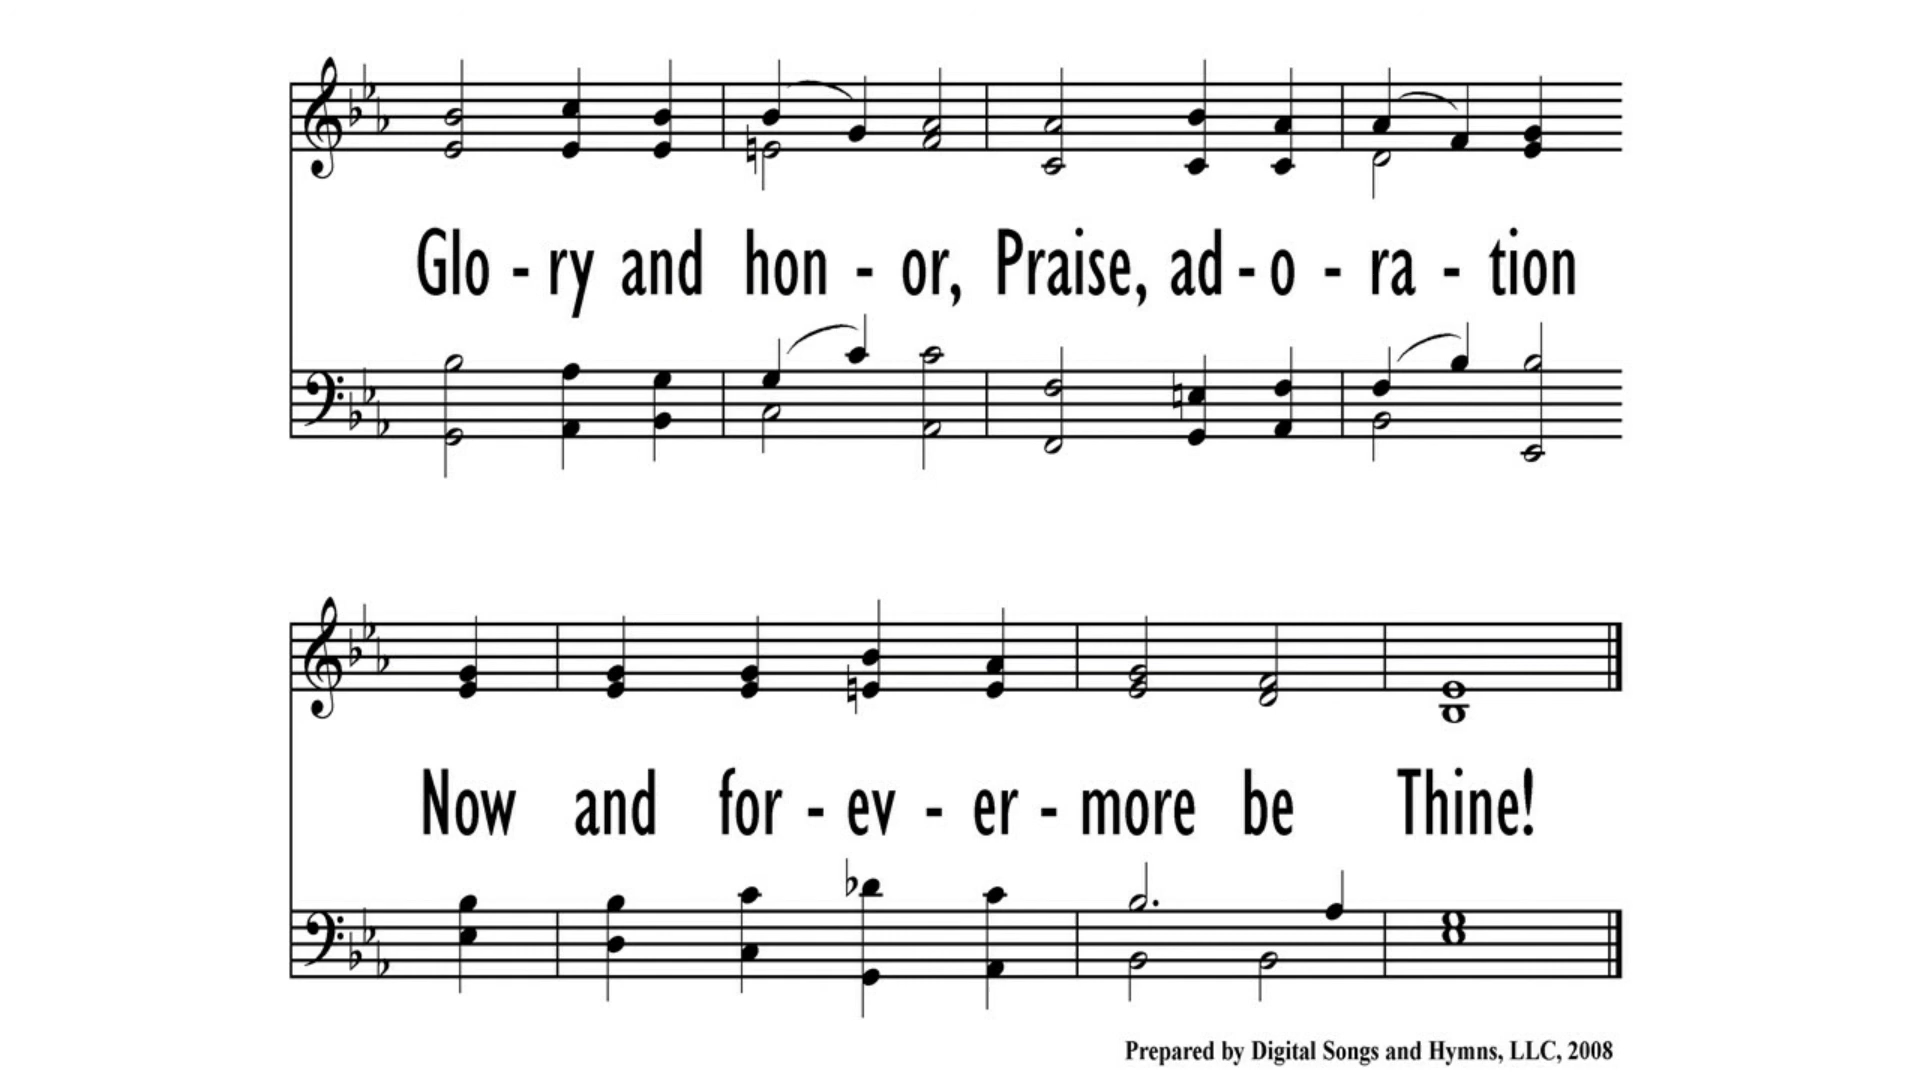 Glo - ry and hon - or, Praise, ad - o - ra - tion
Now and for - ev - er - more be Thine!
Prepared by Digital Songs and Hymns, LLC, 2008